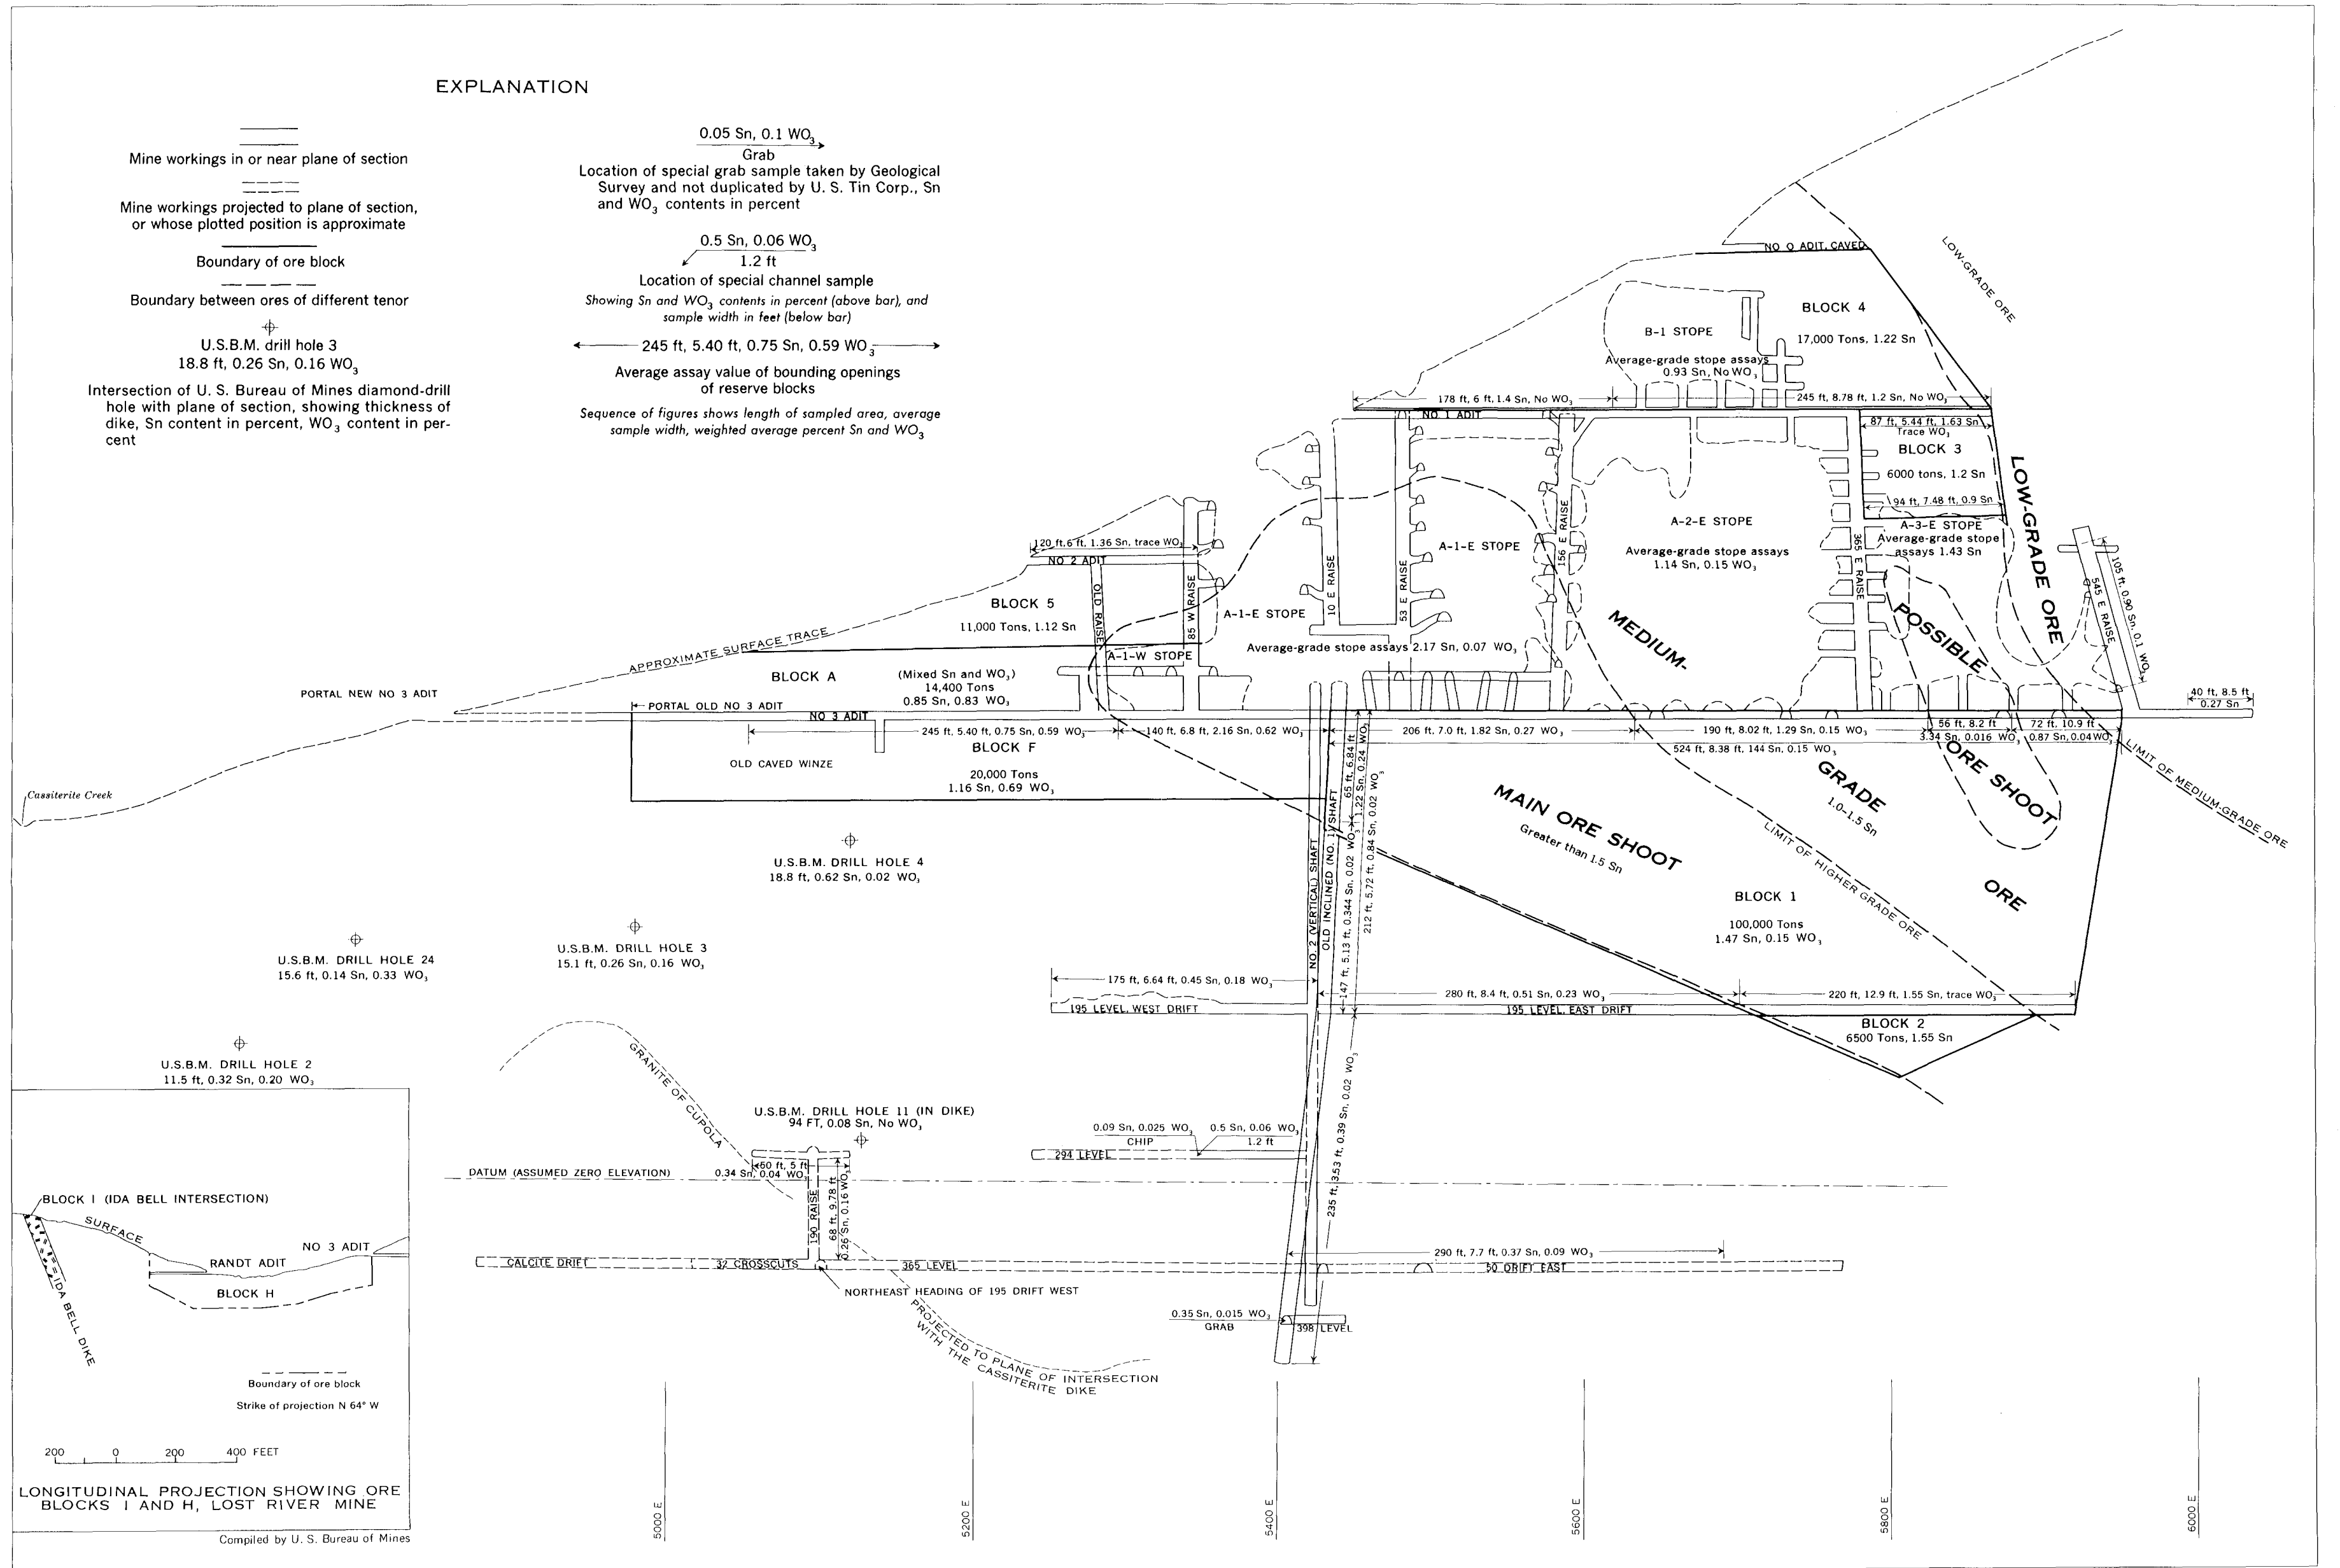 EXPLANATION
Mine workings in or near plane of section
Mine workings projected to plane of section,
or whose plotted position is approximate
Boundary of ore block
Boundary between ores of different tenor
U.S.B.M. drill hole 3
18.8 ft, 0.26 Sn, 0.16 WO3
Intersection of U. S. Bureau of Mines diamond-drill
hole with plane of section, showing thickness of
dike, Sn content in percent, WO3 content in per-
cent
0.05 Sn, 0.1 WO3
Grab
Location of special grab sample taken by Geological
Survey and not duplicated by U. S. Tin Corp., Sn
and WO3 contents in percent
0.5 Sn, 0.06 WO3
1.2 ft
Location of special channel sample
Showing Sn and WO3 contents in percent (above bar), and
sample width in feet (below bar)
245 ft, 5.40 ft, 0.75 Sn, 0.59 WO3
Average assay value of bounding openings
of reserve blocks
Sequence of figures shows length of sampled area, average
sample width, weighted average percent Sn and WO3
NO O ADIT, CAVED
LOW-GRADE ORE
BLOCK 4
17,000 Tons, 1.22 Sn
B-1 STOPE
Average-grade stope assays
0.93 Sn, No WO3
178 ft, 6 ft, 1.4 Sn, No WO3
245 ft, 8.78 ft, 1.2 Sn, No WO3
NO 1 ADIT
87 ft, 5.44 ft, 1.63 Sn
Trace WO3
BLOCK 3
6000 tons, 1.2 Sn
94 ft, 7.48 ft, 0.9 Sn
A-3-E STOPE
Average-grade stope
assays 1.43 Sn
LOW-GRADE ORE
A-2-E STOPE
Average-grade stope assays
1.14 Sn, 0.15 WO3
365 E RAISE
156 E RAISE
A-1-E STOPE
53 E RAISE
10 E RAISE
A-1-E STOPE
Average-grade stope assays 2.17 Sn, 0.07 WO3
120 ft, 6 ft, 1.36 Sn, trace WO3
NO 2 ADIT
OLD RAISE
85 W RAISE
BLOCK 5
11,000 Tons, 1.12 Sn
A-1-W STOPE
APPROXIMATE SURFACE TRACE
BLOCK A
(Mixed Sn and WO3)
14,400 Tons
0.85 Sn, 0.83 WO3
PORTAL NEW NO 3 ADIT
PORTAL OLD NO 3 ADIT
NO 3 ADIT
545 E RAISE
105 ft, 0.90 Sn, 0.1 WO3
40 ft, 8.5 ft
0.27 Sn
245 ft, 5.40 ft, 0.75 Sn, 0.59 WO3
140 ft, 6.8 ft, 2.16 Sn, 0.62 WO3
206 ft, 7.0 ft, 1.82 Sn, 0.27 WO3
190 ft, 8.02 ft, 1.29 Sn, 0.15 WO3
56 ft, 8.2 ft
3.34 Sn, 0.016 WO3
72 ft, 10.9 ft
0.87 Sn, 0.04 WO3
524 ft, 8.38 ft, 144 Sn, 0.15 WO3
BLOCK F
OLD CAVED WINZE
20,000 Tons
1.16 Sn, 0.69 WO3
Cassiterite Creek
MEDIUM-
GRADE
1.0-1.5 Sn
ORE
POSSIBLE
ORE SHOOT
MAIN ORE SHOOT
Greater than 1.5 Sn
LIMIT OF MEDIUM-GRADE ORE
LIMIT OF HIGHER GRADE ORE
BLOCK 1
100,000 Tons
1.47 Sn, 0.15 WO3
NO. 2 (VERTICAL) SHAFT
OLD INCLINED (NO. 1) SHAFT
65 ft, 6.84 ft
1.22 Sn, 0.24 WO3
147 ft, 5.13 ft, 0.344 Sn, 0.02 WO3
212 ft, 5.72 ft, 0.84 Sn, 0.02 WO3
235 ft, 3.53 ft, 0.39 Sn, 0.02 WO3
U.S.B.M. DRILL HOLE 4
18.8 ft, 0.62 Sn, 0.02 WO3
U.S.B.M. DRILL HOLE 3
15.1 ft, 0.26 Sn, 0.16 WO3
U.S.B.M. DRILL HOLE 24
15.6 ft, 0.14 Sn, 0.33 WO3
U.S.B.M. DRILL HOLE 2
11.5 ft, 0.32 Sn, 0.20 WO3
175 ft, 6.64 ft, 0.45 Sn, 0.18 WO3
195 LEVEL, WEST DRIFT
280 ft, 8.4 ft, 0.51 Sn, 0.23 WO3
220 ft, 12.9 ft, 1.55 Sn, trace WO3
195 LEVEL, EAST DRIFT
BLOCK 2
6500 Tons, 1.55 Sn
GRANITE OF CUPOLA
U.S.B.M. DRILL HOLE 11 (IN DIKE)
94 FT, 0.08 Sn, No WO3
0.09 Sn, 0.025 WO3
CHIP
0.5 Sn, 0.06 WO3
1.2 ft
294 LEVEL
DATUM (ASSUMED ZERO ELEVATION)
60 ft, 5 ft
0.34 Sn, 0.04 WO3
190 RAISE
68 ft, 9.78 ft
0.26 Sn, 0.16 WO3
290 ft, 7.7 ft, 0.37 Sn, 0.09 WO3
CALCITE DRIFT
32 CROSSCUTS
365 LEVEL
50 DRIFT EAST
NORTHEAST HEADING OF 195 DRIFT WEST
0.35 Sn, 0.015 WO3
GRAB
398 LEVEL
PROJECTED TO PLANE OF INTERSECTION
WITH THE CASSITERITE DIKE
BLOCK I (IDA BELL INTERSECTION)
SURFACE
NO 3 ADIT
RANDT ADIT
BLOCK H
IDA BELL DIKE
Boundary of ore block
Strike of projection N 64° W
200 0 200 400 FEET
LONGITUDINAL PROJECTION SHOWING ORE
BLOCKS I AND H, LOST RIVER MINE
Compiled by U. S. Bureau of Mines
5000 E
5200 E
5400 E
5600 E
5800 E
6000 E